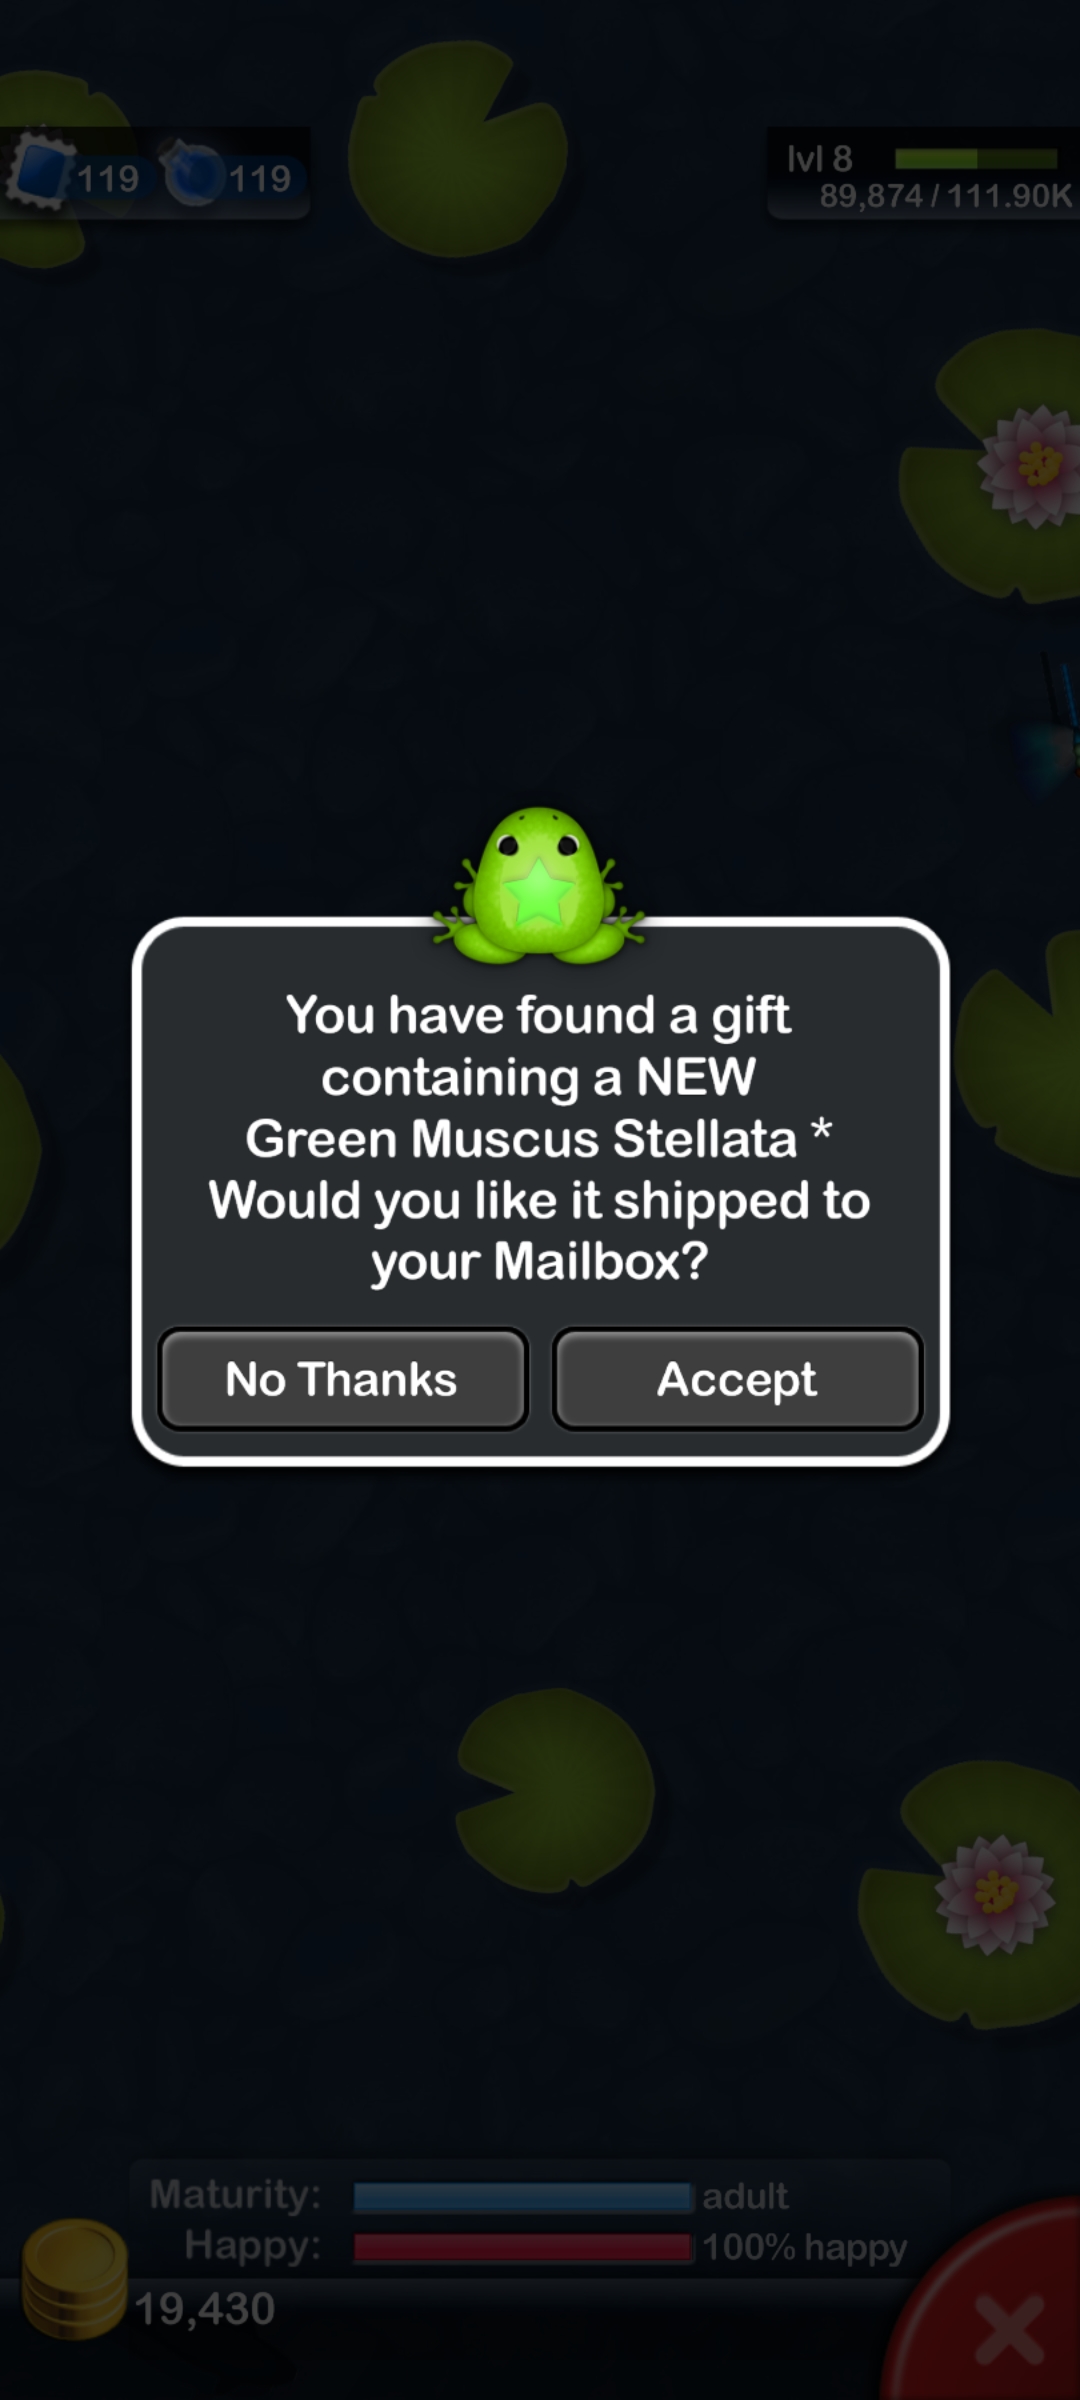 119
119
lvl 8
89,874 / 111.90K
You have found a gift
containing a NEW
Green Muscus Stellata *
Would you like it shipped to
your Mailbox?
No Thanks
Accept
Maturity:
adult
Happy:
100% happy
19,430